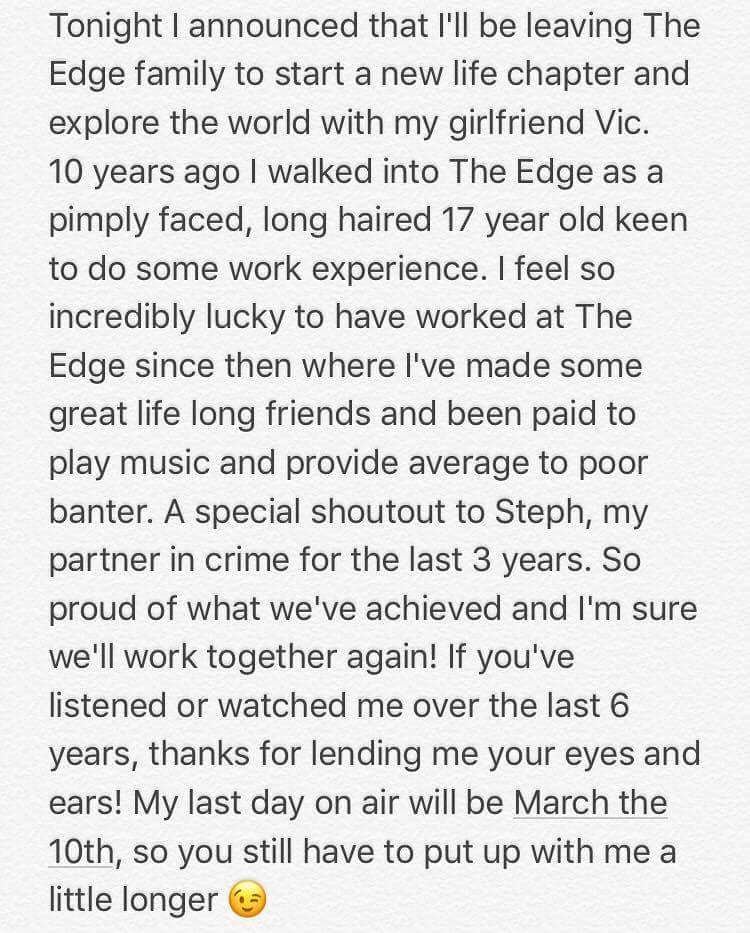 Tonight I announced that I'll be leaving The
Edge family to start a new life chapter and
explore the world with my girlfriend Vic.
10 years ago I walked into The Edge as a
pimply faced, long haired 17 year old keen
to do some work experience. I feel so
incredibly lucky to have worked at The
Edge since then where I've made some
great life long friends and been paid to
play music and provide average to poor
banter. A special shoutout to Steph, my
partner in crime for the last 3 years. So
proud of what we've achieved and I'm sure
we'll work together again! If you've
listened or watched me over the last 6
years, thanks for lending me your eyes and
ears! My last day on air will be March the
10th, so you still have to put up with me a
little longer 😉